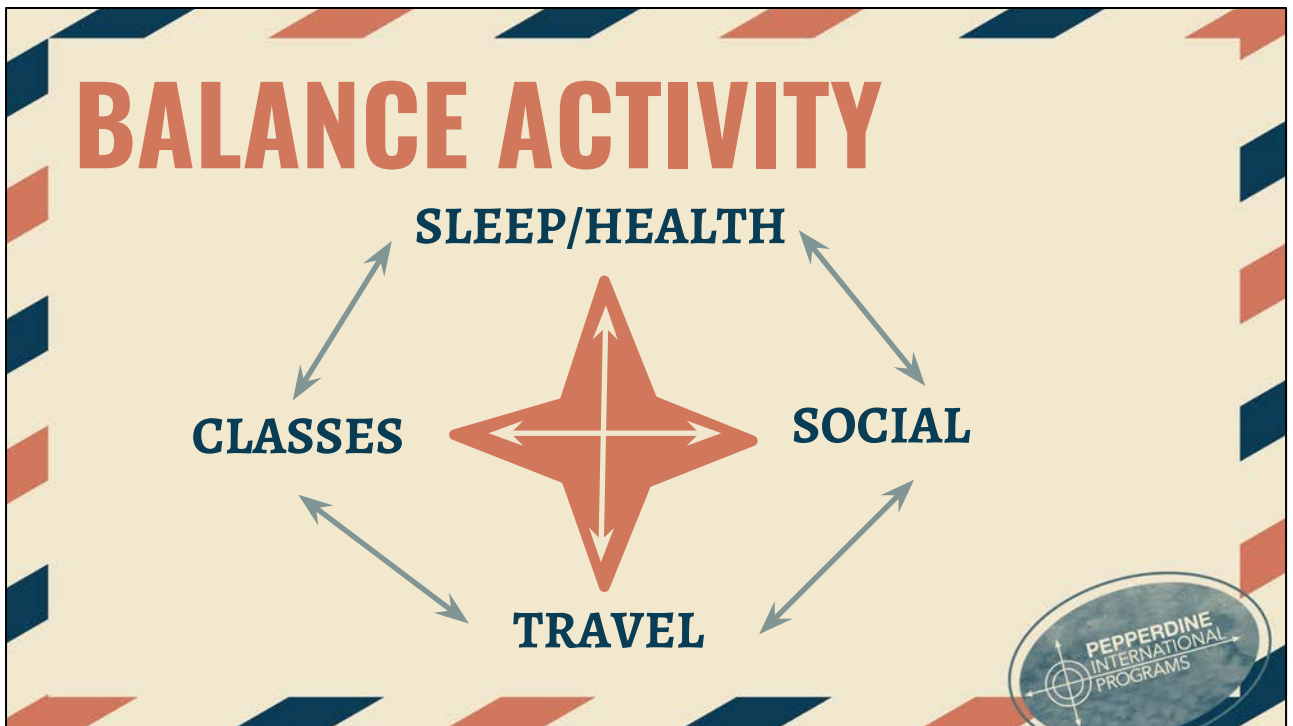 BALANCE ACTIVITY
SLEEP/HEALTH
CLASSES
SOCIAL
TRAVEL
PEPPERDINE
INTERNATIONAL
PROGRAMS